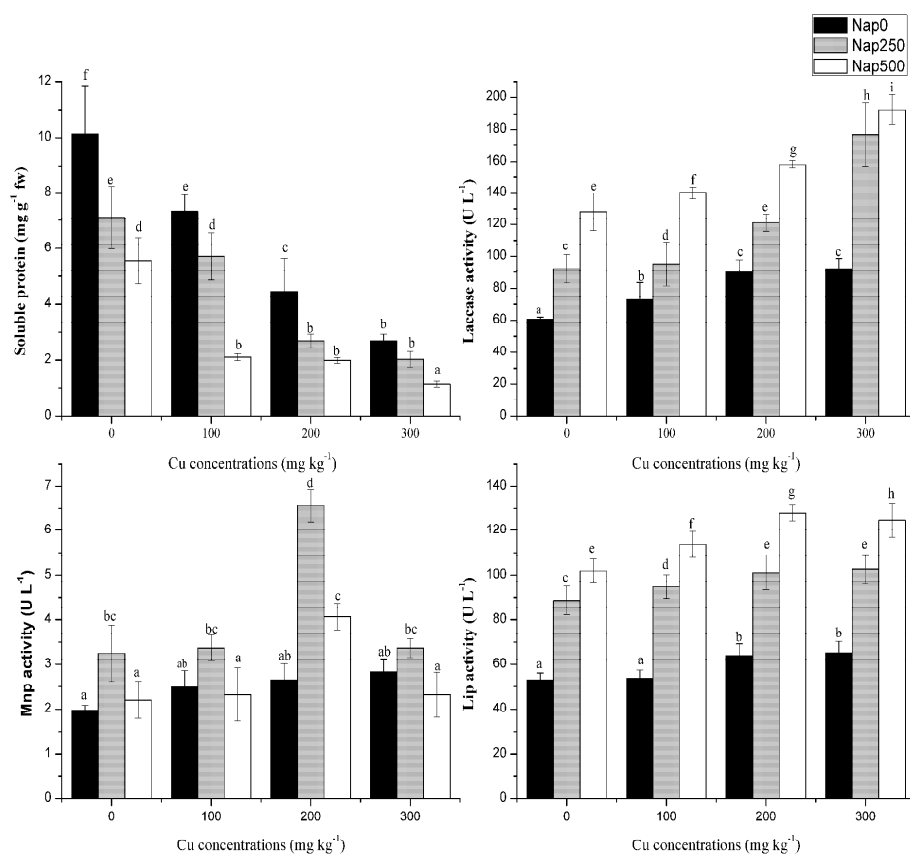 Nap0
Nap250
Nap500
Soluble protein (mg g⁻¹ fw)
12
10
8
6
4
2
0
f
e
d
e
d
b
c
b
b
b
b
a
0 100 200 300
Cu concentrations (mg kg⁻¹)
Laccase activity (U L⁻¹)
200
180
160
140
120
100
80
60
40
20
0
a
c
e
b
d
f
c
e
g
c
h
i
0 100 200 300
Cu concentrations (mg kg⁻¹)
Mnp activity (U L⁻¹)
7
6
5
4
3
2
1
0
a
bc
a
ab
bc
a
ab
d
c
ab
bc
a
0 100 200 300
Cu concentrations (mg kg⁻¹)
Lip activity (U L⁻¹)
140
120
100
80
60
40
20
0
a
c
e
a
d
f
b
e
g
b
e
h
0 100 200 300
Cu concentrations (mg kg⁻¹)